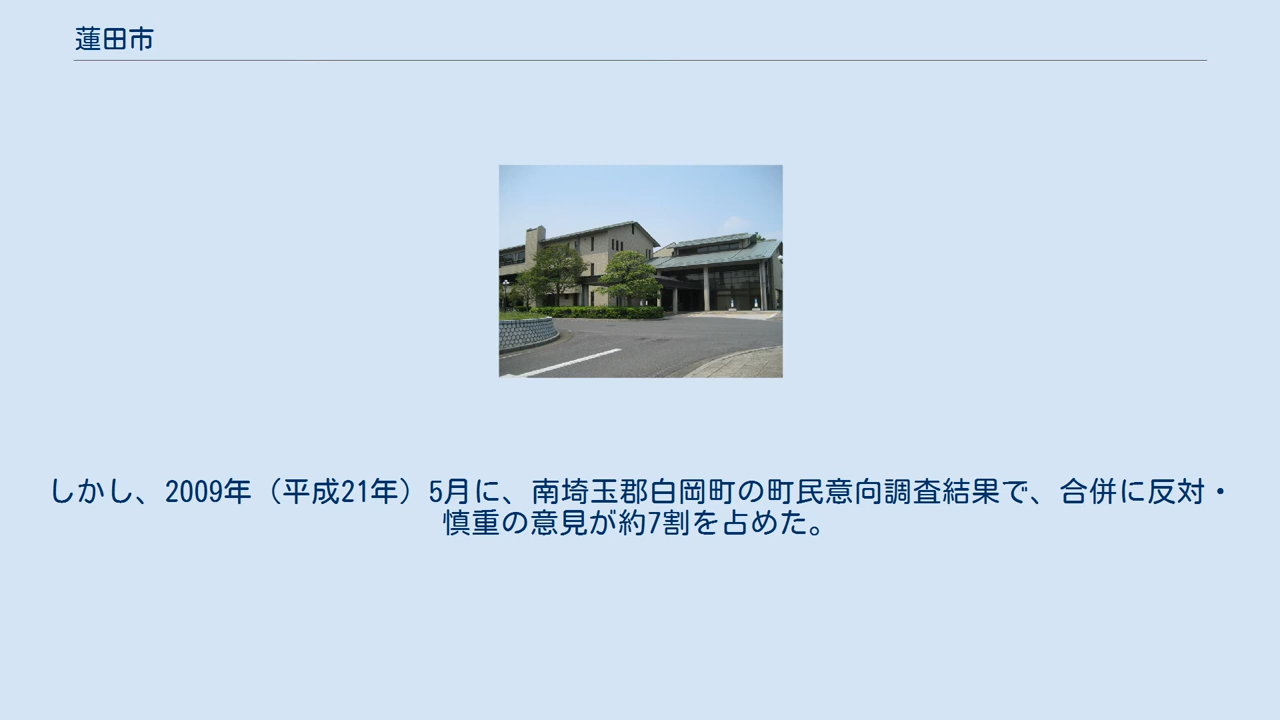 蓮田市
しかし、2009年（平成21年）5月に、南埼玉郡白岡町の町民意向調査結果で、合併に反対・
慎重の意見が約7割を占めた。